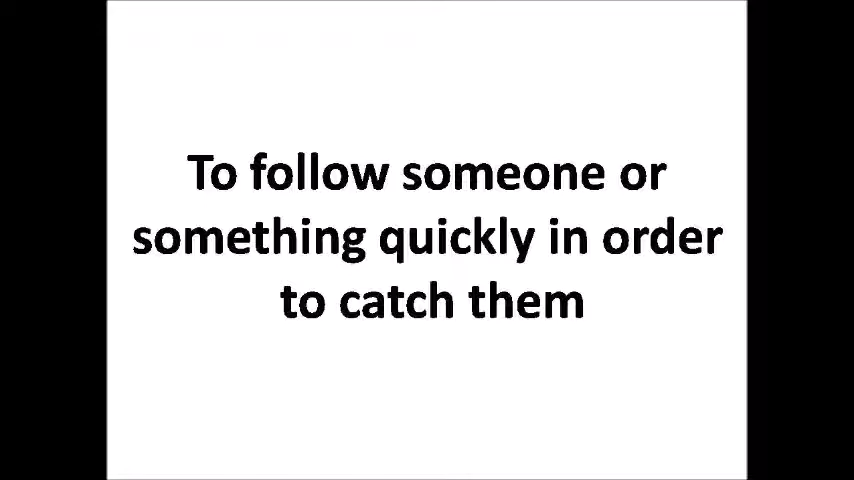 To follow someone or
something quickly in order
to catch them